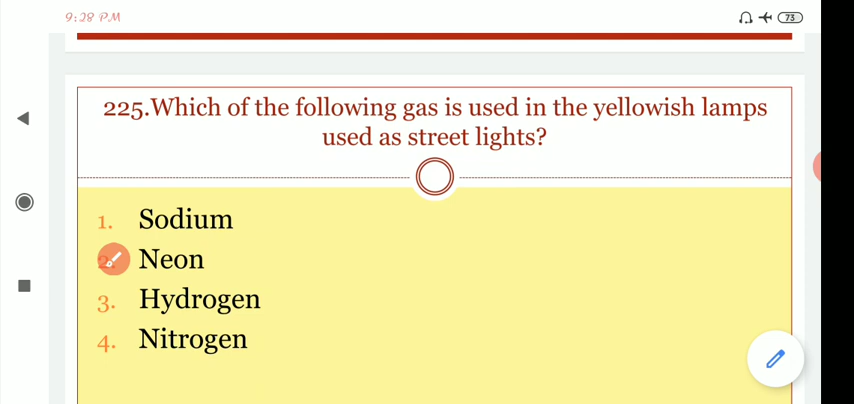 9:28 PM
73
225.Which of the following gas is used in the yellowish lamps
used as street lights?
1. Sodium
2. Neon
3. Hydrogen
4. Nitrogen